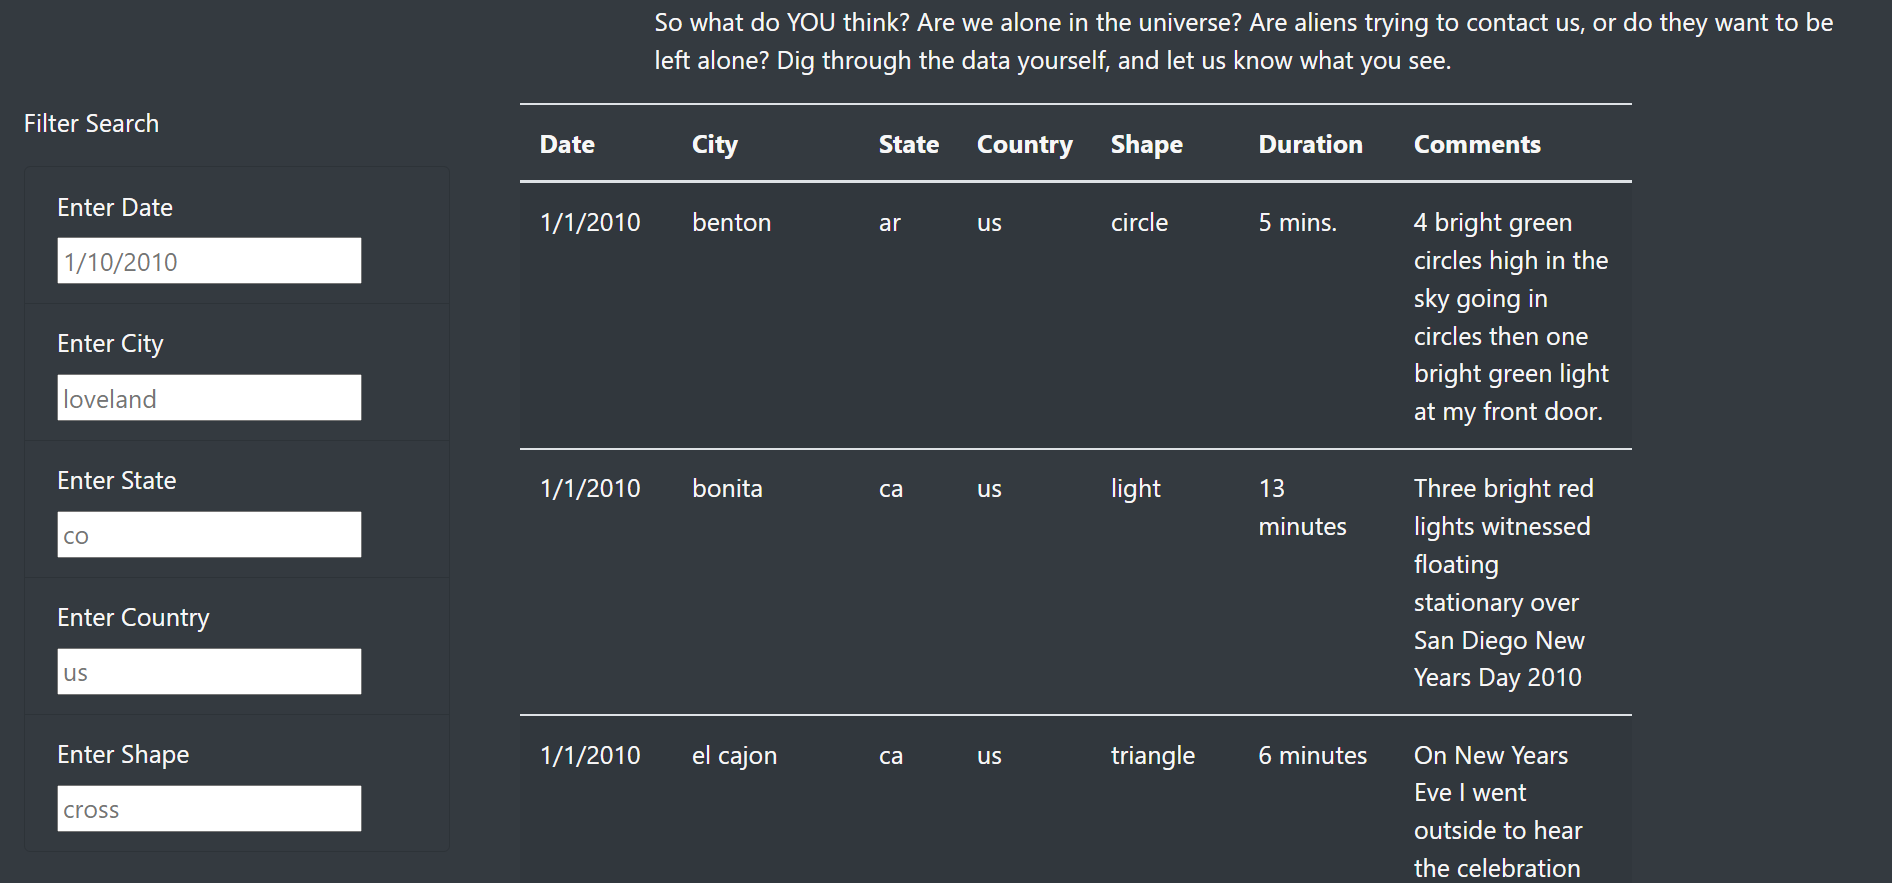 So what do YOU think? Are we alone in the universe? Are aliens trying to contact us, or do they want to be
left alone? Dig through the data yourself, and let us know what you see.
Filter Search
Enter Date
1/10/2010
Enter City
loveland
Enter State
co
Enter Country
us
Enter Shape
cross
Date City State Country Shape Duration Comments
1/1/2010 benton ar us circle 5 mins. 4 bright green
circles high in the
sky going in
circles then one
bright green light
at my front door.
1/1/2010 bonita ca us light 13 Three bright red
minutes lights witnessed
floating
stationary over
San Diego New
Years Day 2010
1/1/2010 el cajon ca us triangle 6 minutes On New Years
Eve I went
outside to hear
the celebration